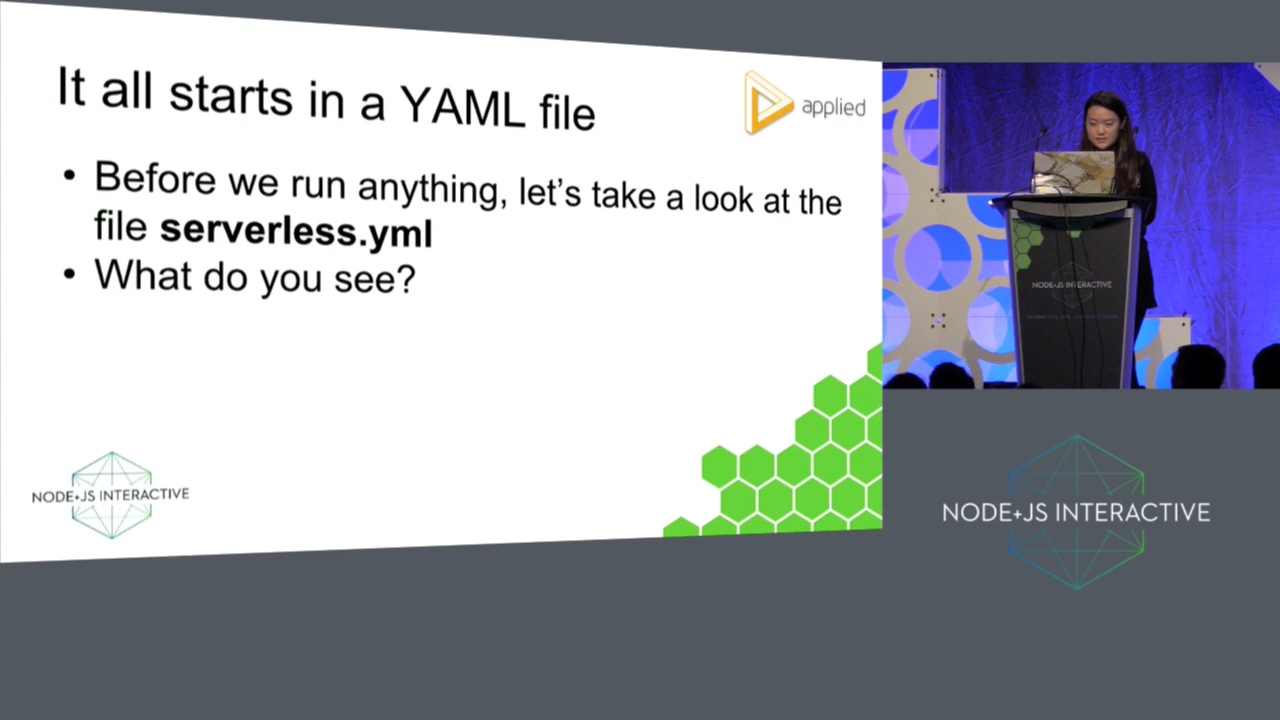 It all starts in a YAML file
applied
• Before we run anything, let's take a look at the
file serverless.yml
• What do you see?
NODE+JS INTERACTIVE
NODE+JS INTERACTIVE
NODE+JS INTERACTIVE